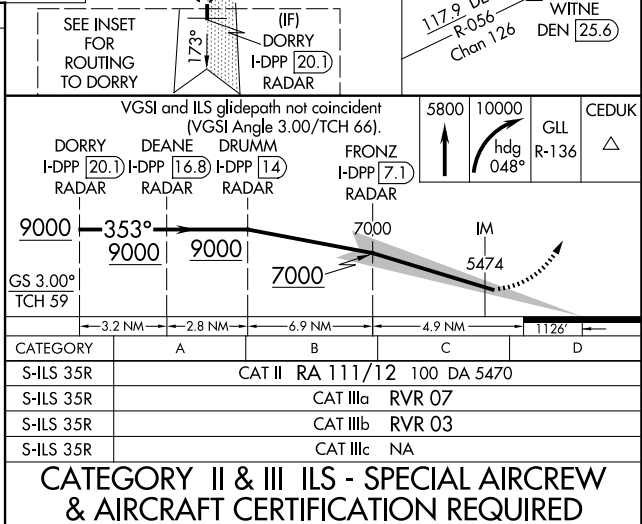 SEE INSET
FOR
ROUTING
TO DORRY
173°
(IF)
DORRY
I-DPP 20.1
RADAR
117.9 DE
R-056
Chan 126
WITNE
DEN 25.6
VGSI and ILS glidepath not coincident
(VGSI Angle 3.00/TCH 66).
5800
10000
hdg
048°
GLL
R-136
CEDUK
DORRY
I-DPP 20.1
RADAR
DEANE
I-DPP 16.8
RADAR
DRUMM
I-DPP 14
RADAR
FRONZ
I-DPP 7.1
RADAR
9000
353°
9000
9000
7000
7000
IM
5474
GS 3.00°
TCH 59
3.2 NM
2.8 NM
6.9 NM
4.9 NM
1126'
CATEGORY A B C D
S-ILS 35R CAT II RA 111/12 100 DA 5470
S-ILS 35R CAT IIIa RVR 07
S-ILS 35R CAT IIIb RVR 03
S-ILS 35R CAT IIIc NA
CATEGORY II & III ILS - SPECIAL AIRCREW
& AIRCRAFT CERTIFICATION REQUIRED